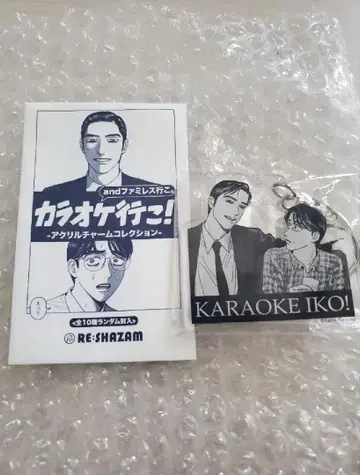 andファミレス行こ。
カラオケ行こ!
-アクリルチャームコレクション-
<全10種ランダム封入>
RE:SHAZAM
KARAOKE IKO!